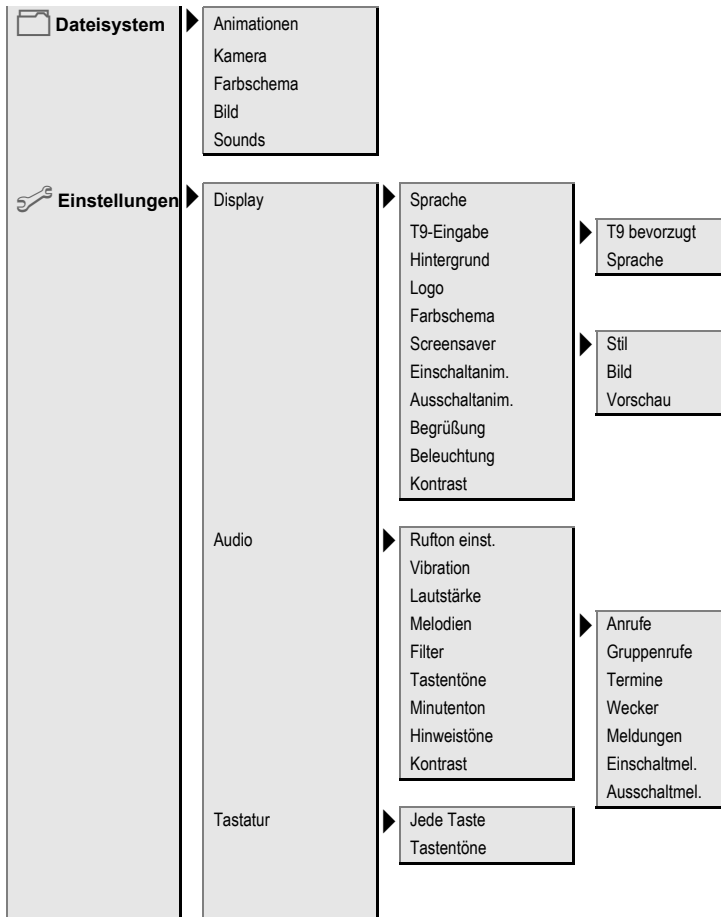 Dateisystem
Animationen
Kamera
Farbschema
Bild
Sounds
Einstellungen
Display
Sprache
T9-Eingabe
Hintergrund
Logo
Farbschema
Screensaver
Einschaltanim.
Ausschaltanim.
Begrüßung
Beleuchtung
Kontrast
T9 bevorzugt
Sprache
Stil
Bild
Vorschau
Audio
Rufton einst.
Vibration
Lautstärke
Melodien
Filter
Tastentöne
Minutenton
Hinweistöne
Kontrast
Anrufe
Gruppenrufe
Termine
Wecker
Meldungen
Einschaltmel.
Ausschaltmel.
Tastatur
Jede Taste
Tastentöne